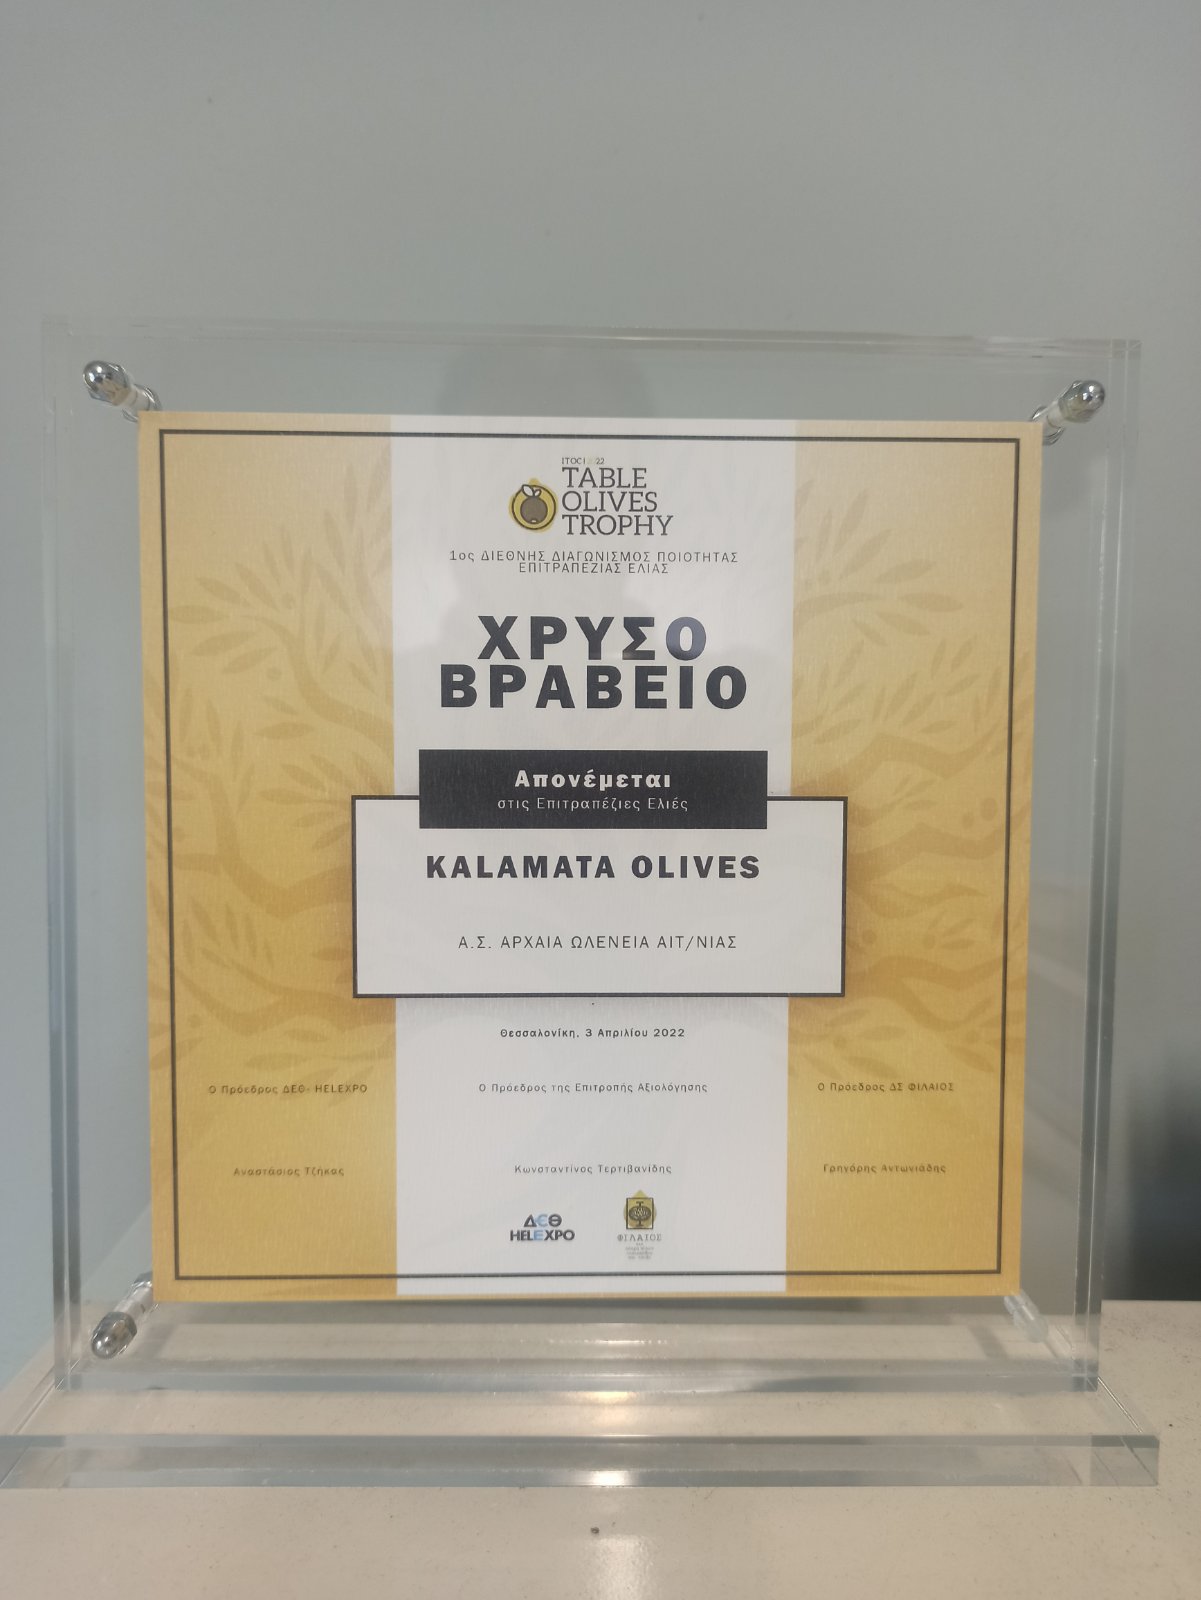 TABLE
OLIVES
TROPHY
1ος ΔΙΕΘΝΗΣ ΔΙΑΓΩΝΙΣΜΟΣ ΠΟΙΟΤΗΤΑΣ
ΕΠΙΤΡΑΠΕΖΙΑΣ ΕΛΙΑΣ
ΧΡΥΣΟ
ΒΡΑΒΕΙΟ
Απονέμεται
στις Επιτραπέζιες Ελιές
KALAMATA OLIVES
Α.Σ. ΑΡΧΑΙΑ ΩΛΕΝΕΙΑ ΑΙΤ/ΝΙΑΣ
Θεσσαλονίκη, 3 Απριλίου 2022
Ο Πρόεδρος ΔΕΘ- HELEXPO
Ο Πρόεδρος της Επιτροπής Αξιολόγησης
Ο Πρόεδρος ΔΣ ΦΙΛΑΙΟΣ
Αναστάσιος Τζήκας
Κωνσταντίνος Τερτιβανίδης
Γρηγόρης Αντωνιάδης
ΔΕΘ
HELEXPO
ΦΙΛΑΙΟΣ